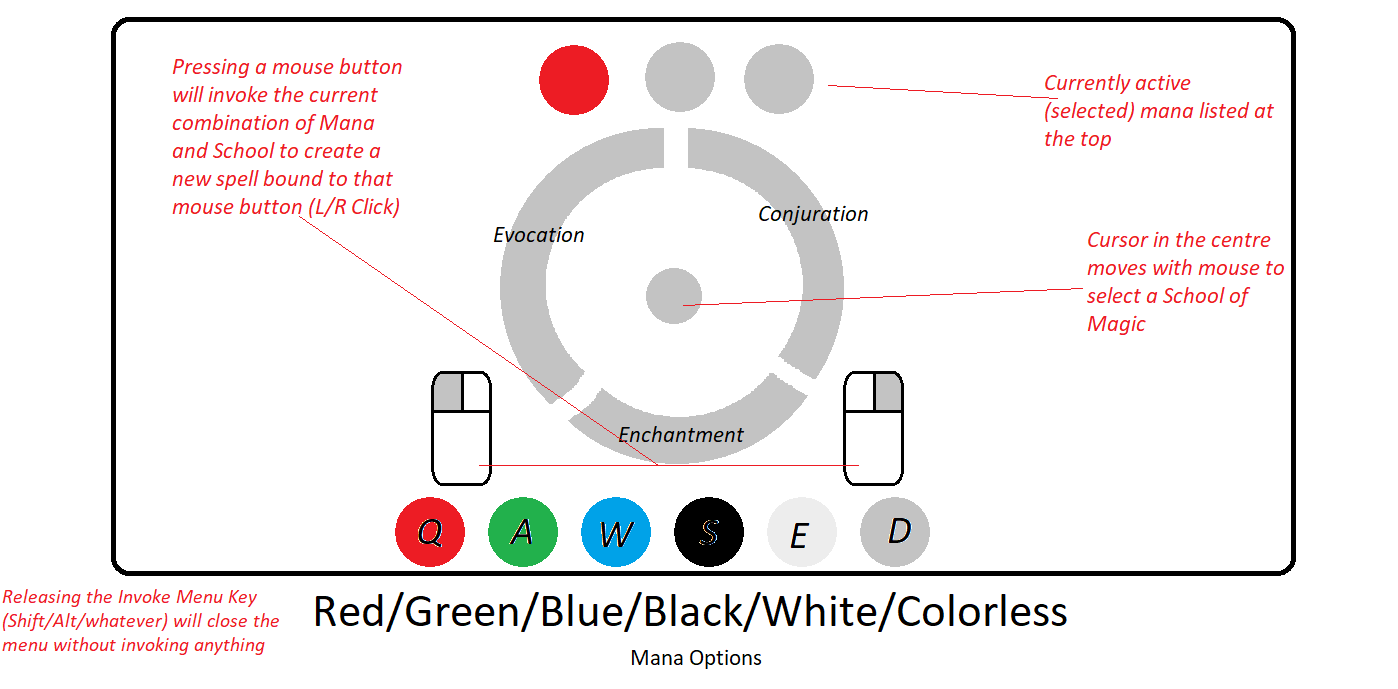 Pressing a mouse button
will invoke the current
combination of Mana
and School to create a
new spell bound to that
mouse button (L/R Click)
Currently active
(selected) mana listed at
the top
Conjuration
Evocation
Cursor in the centre
moves with mouse to
select a School of
Magic
Enchantment
Q A W S E D
Releasing the Invoke Menu Key
(Shift/Alt/whatever) will close the
menu without invoking anything
Red/Green/Blue/Black/White/Colorless
Mana Options